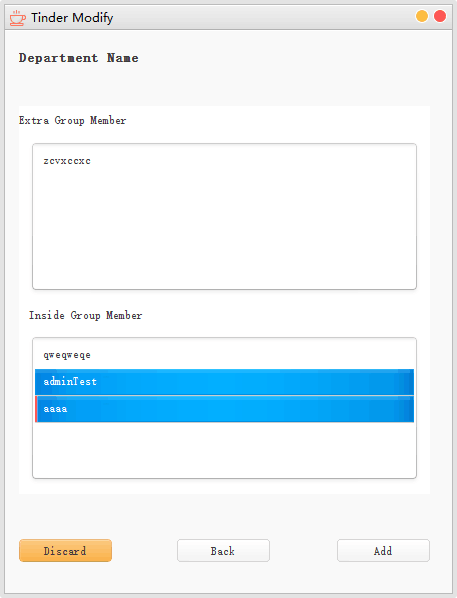 Tinder Modify
Department Name
Extra Group Member
zcvxccxc
Inside Group Member
qweqweqe
adminTest
aaaa
Discard
Back
Add